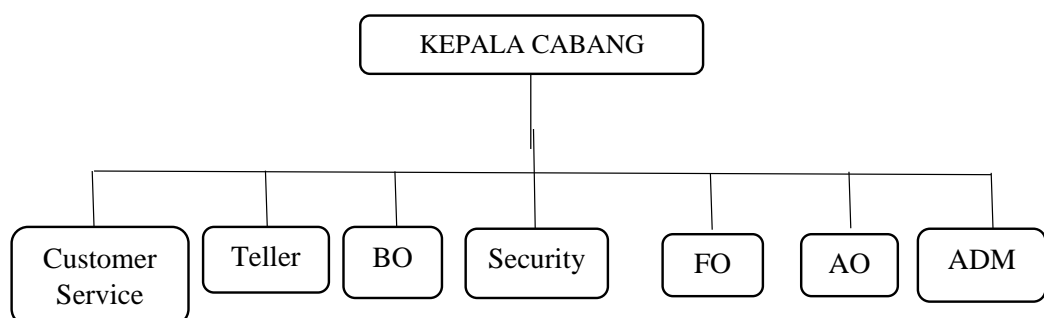 KEPALA CABANG
Customer
Service
Teller
BO
Security
FO
AO
ADM